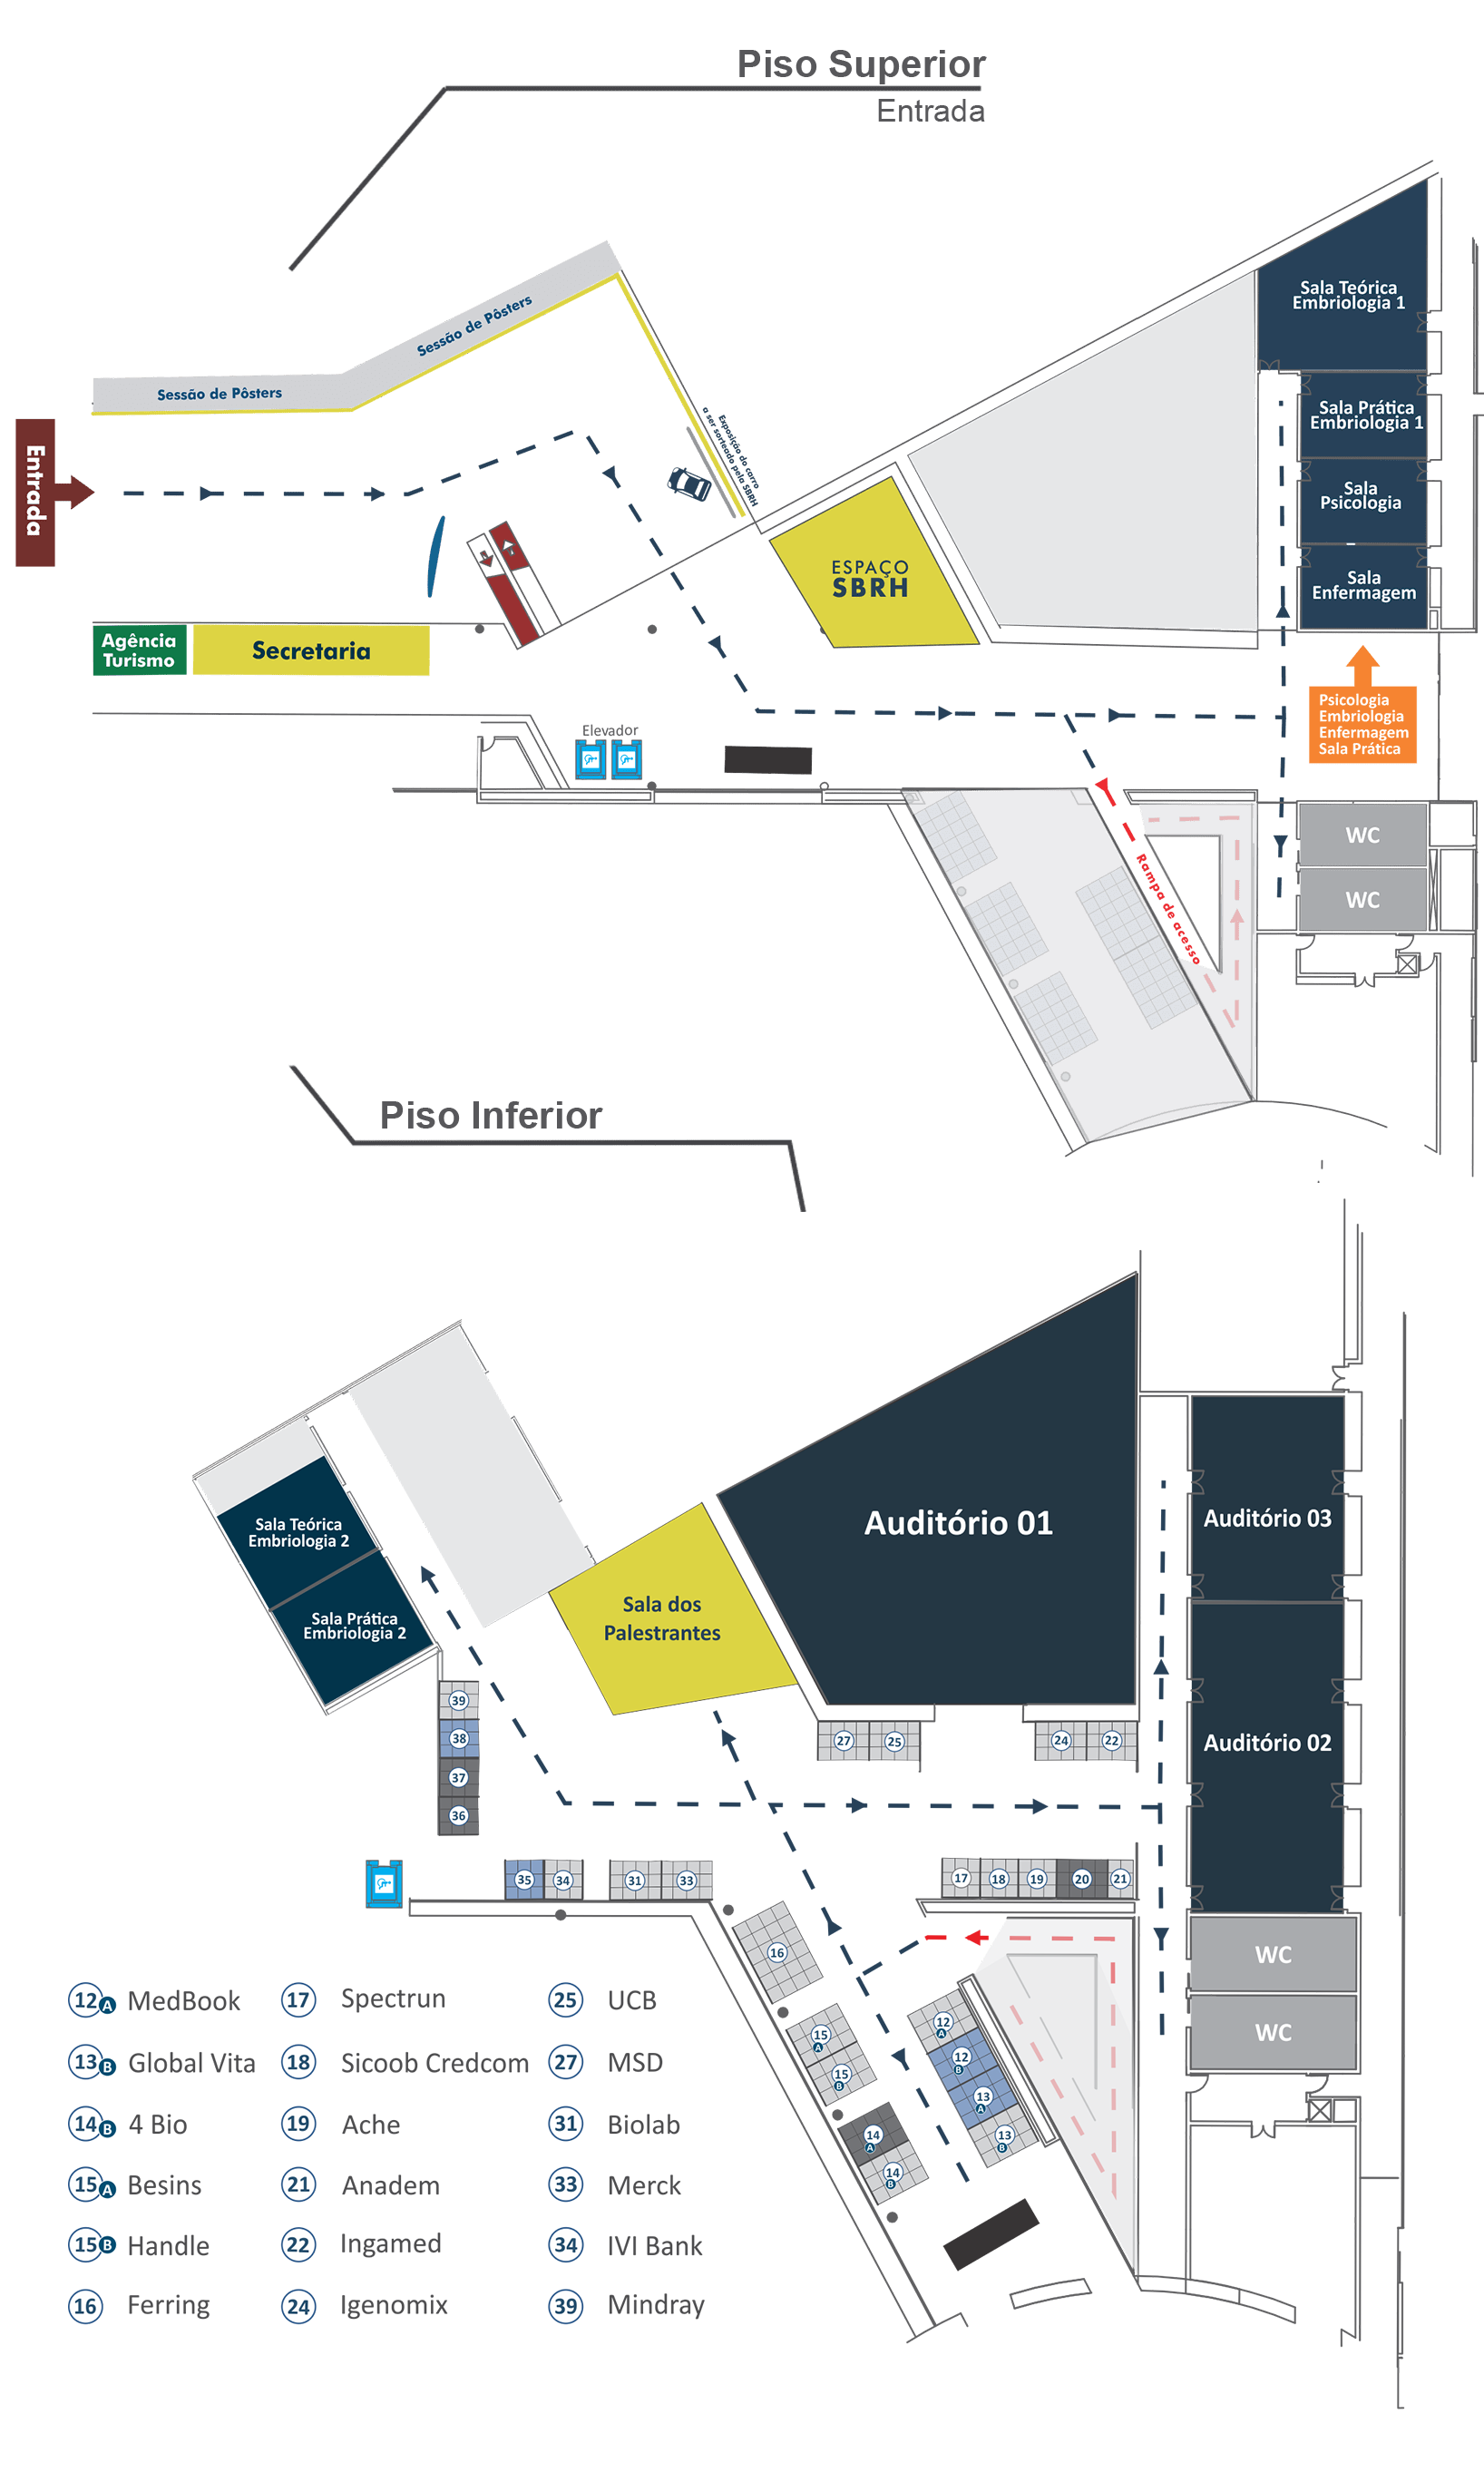 Piso Superior
Entrada
Sala Teórica
Embriologia 1
Sessão de Pôsters
Sessão de Pôsters
Sala Prática
Embriologia 1
Exposição do carro
a ser sorteado pela SBRH
Entrada
Sala
Psicologia
ESPAÇO
SBRH
Sala
Enfermagem
Agência
Turismo
Secretaria
Psicologia
Embriologia
Enfermagem
Sala Prática
Elevador
WC
Rampa de acesso
WC
Piso Inferior
Auditório 01
Auditório 03
Sala Teórica
Embriologia 2
Sala dos
Palestrantes
Sala Prática
Embriologia 2
39
38
37
36
27
25
24
22
Auditório 02
35
34
31
33
17
18
19
20
21
16
WC
12
A
15
A
12
B
15
B
13
A
WC
14
A
13
B
14
B
12 A MedBook
13 B Global Vita
14 B 4 Bio
15 A Besins
15 B Handle
16 Ferring
17 Spectrun
18 Sicoob Credcom
19 Ache
21 Anadem
22 Ingamed
24 Igenomix
25 UCB
27 MSD
31 Biolab
33 Merck
34 IVI Bank
39 Mindray